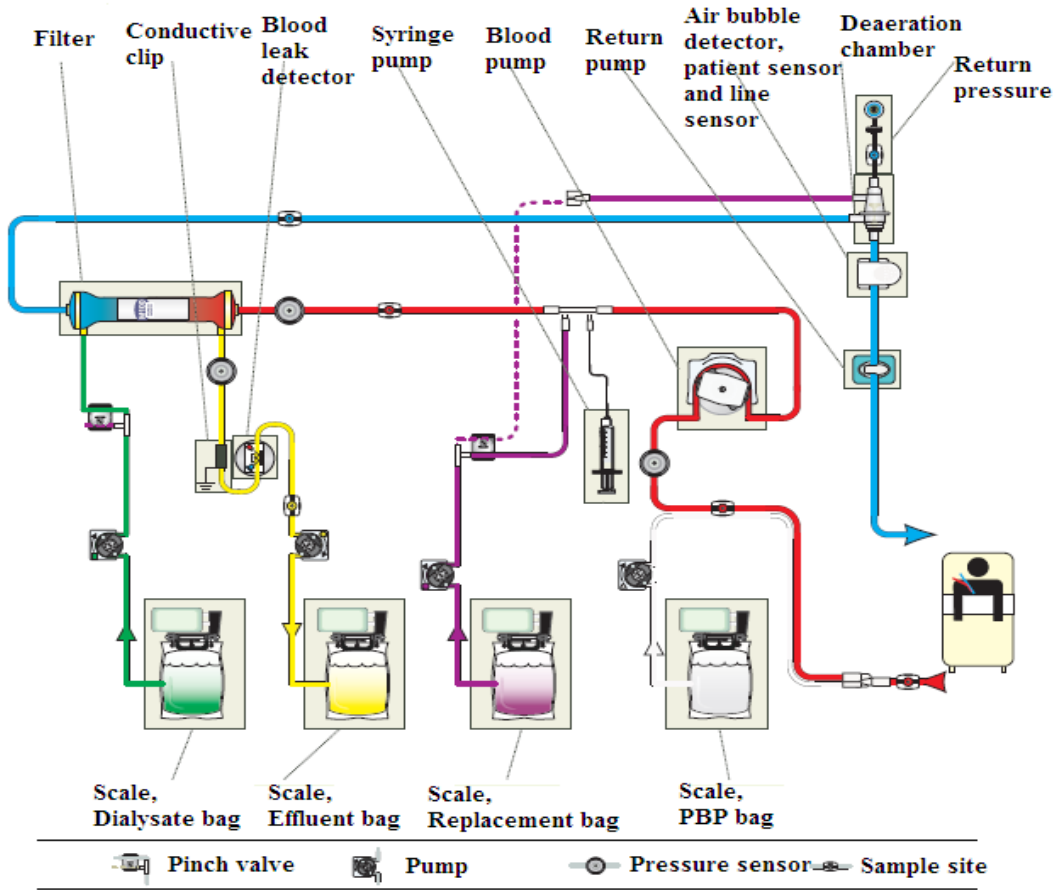 Filter
Conductive
clip
Blood
leak
detector
Syringe
pump
Blood
pump
Return
pump
Air bubble
detector,
patient sensor
and line
sensor
Deaeration
chamber
Return
pressure
Scale,
Dialysate bag
Scale,
Effluent bag
Scale,
Replacement bag
Scale,
PBP bag
Pinch valve
Pump
Pressure sensor
Sample site